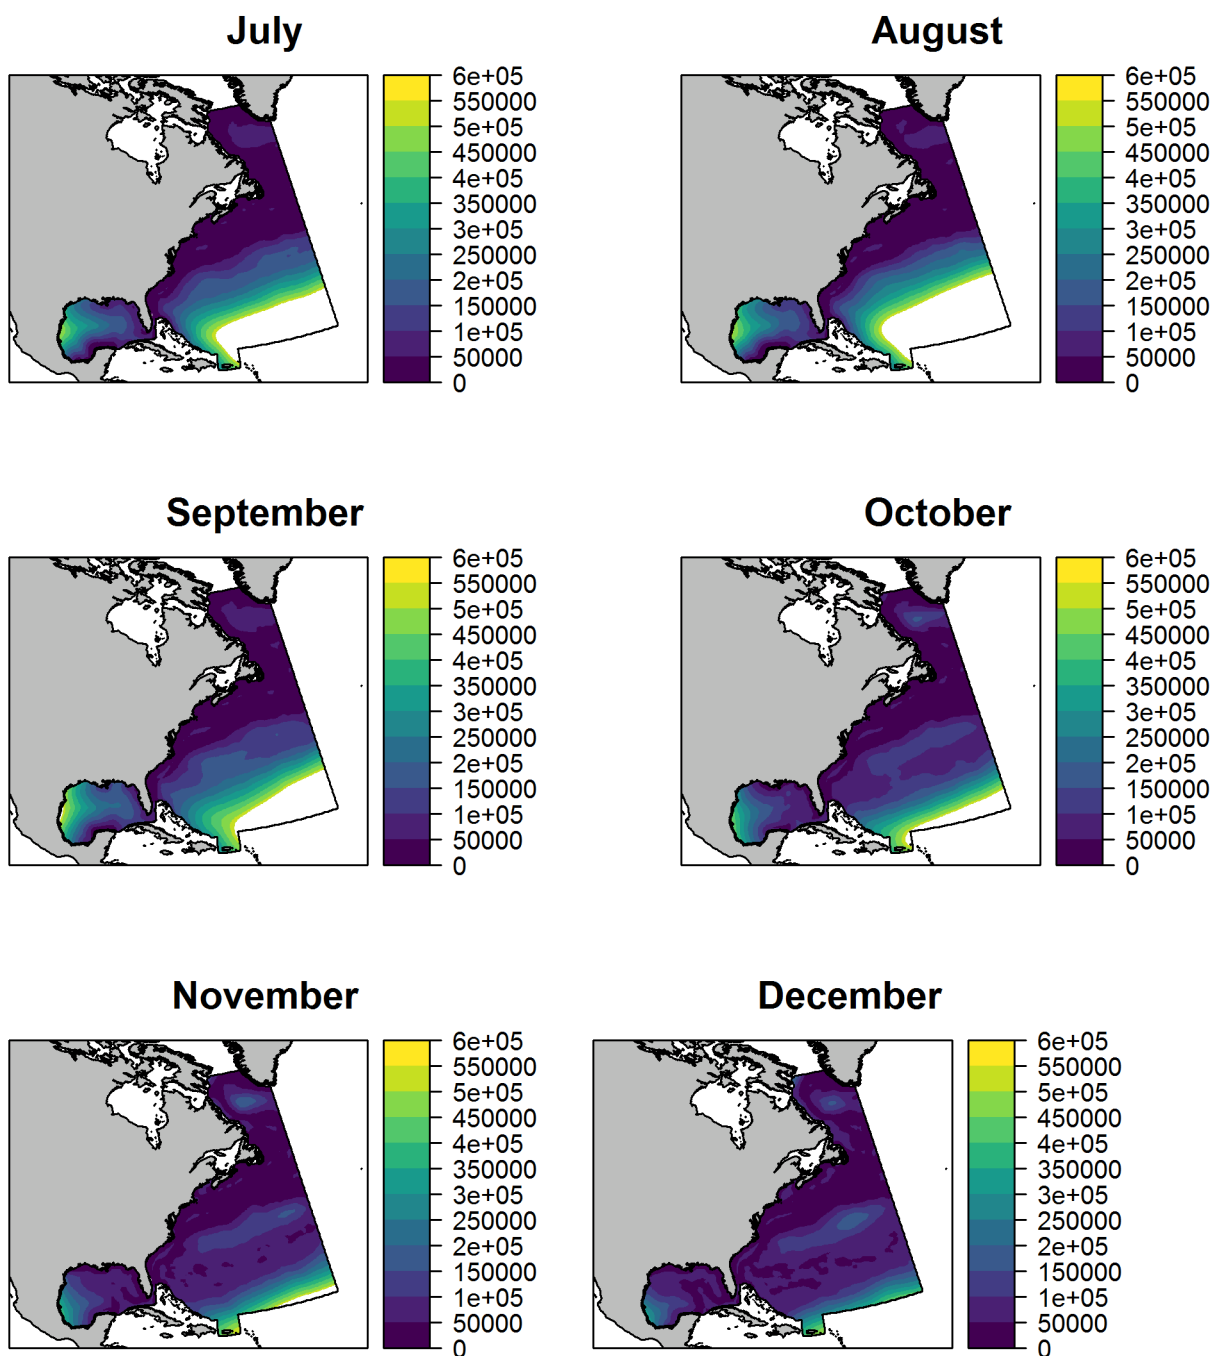 July
6e+05
550000
5e+05
450000
4e+05
350000
3e+05
250000
2e+05
150000
1e+05
50000
0
August
6e+05
550000
5e+05
450000
4e+05
350000
3e+05
250000
2e+05
150000
1e+05
50000
0
September
6e+05
550000
5e+05
450000
4e+05
350000
3e+05
250000
2e+05
150000
1e+05
50000
0
October
6e+05
550000
5e+05
450000
4e+05
350000
3e+05
250000
2e+05
150000
1e+05
50000
0
November
6e+05
550000
5e+05
450000
4e+05
350000
3e+05
250000
2e+05
150000
1e+05
50000
0
December
6e+05
550000
5e+05
450000
4e+05
350000
3e+05
250000
2e+05
150000
1e+05
50000
0